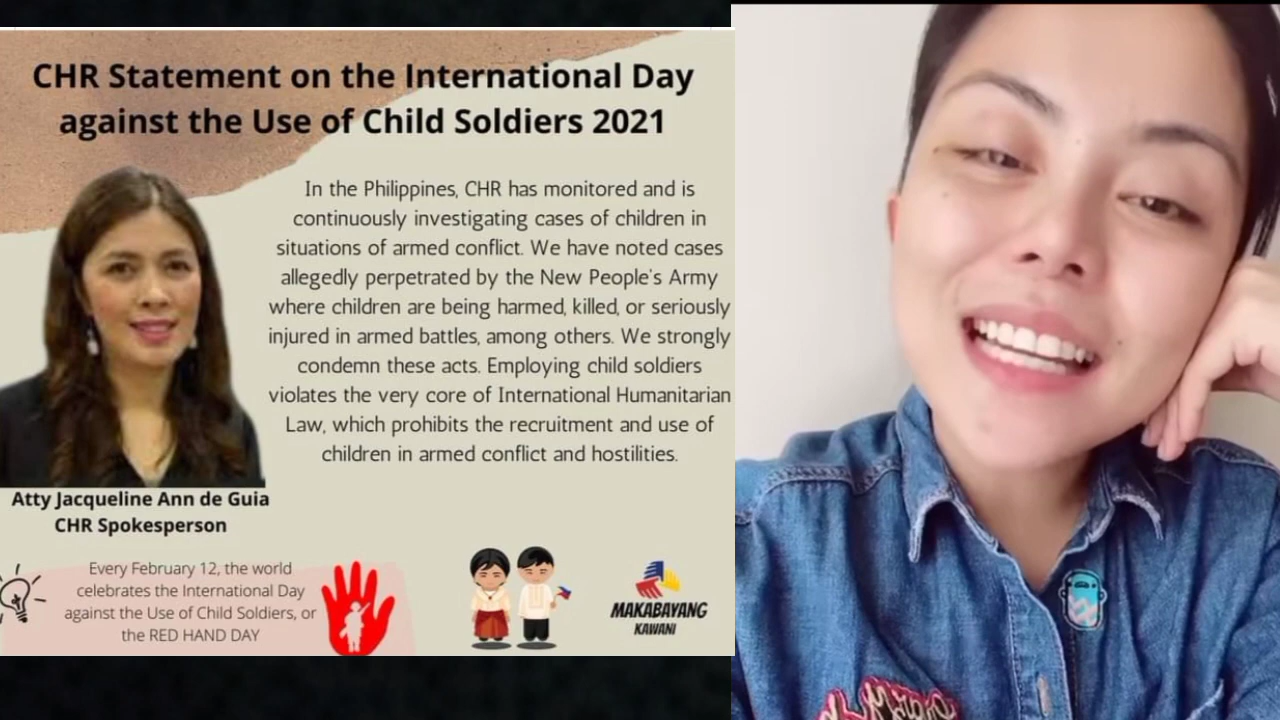 CHR Statement on the International Day
against the Use of Child Soldiers 2021
In the Philippines, CHR has monitored and is
continuously investigating cases of children in
situations of armed conflict. We have noted cases
allegedly perpetrated by the New People's Army
where children are being harmed, killed, or seriously
injured in armed battles, among others. We strongly
condemn these acts. Employing child soldiers
violates the very core of International Humanitarian
Law, which prohibits the recruitment and use of
children in armed conflict and hostilities.
Atty Jacqueline Ann de Guia
CHR Spokesperson
Every February 12, the world
celebrates the International Day
against the Use of Child Soldiers, or
the RED HAND DAY
MAKABAYANG
KAWANI